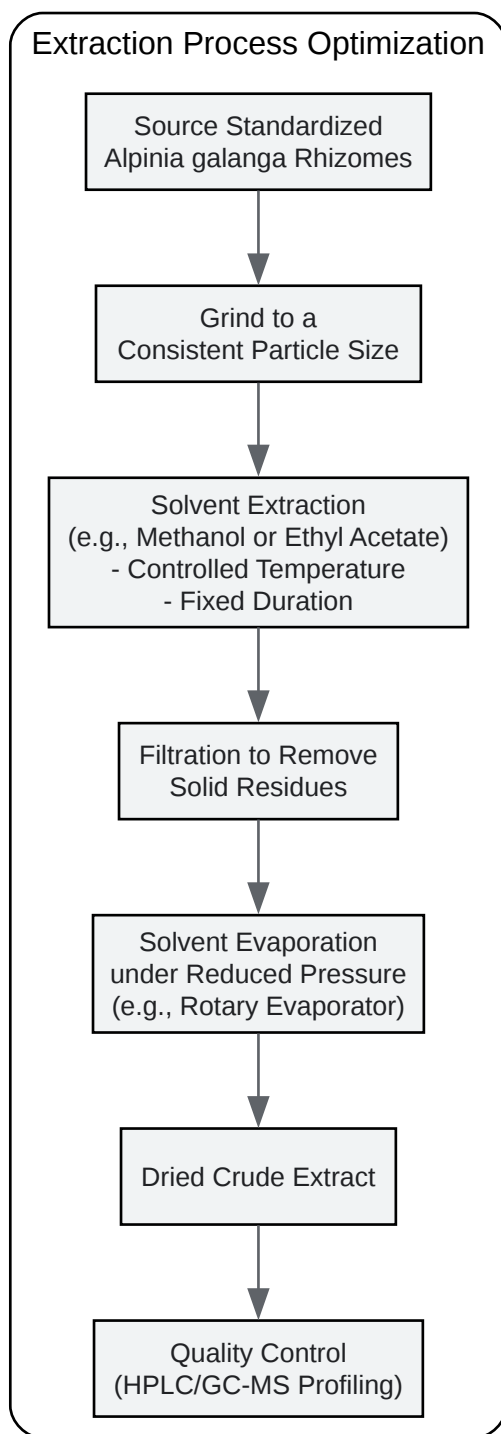 Extraction Process Optimization
Source Standardized
Alpinia galanga Rhizomes
Grind to a
Consistent Particle Size
Solvent Extraction
(e.g., Methanol or Ethyl Acetate)
- Controlled Temperature
- Fixed Duration
Filtration to Remove
Solid Residues
Solvent Evaporation
under Reduced Pressure
(e.g., Rotary Evaporator)
Dried Crude Extract
Quality Control
(HPLC/GC-MS Profiling)